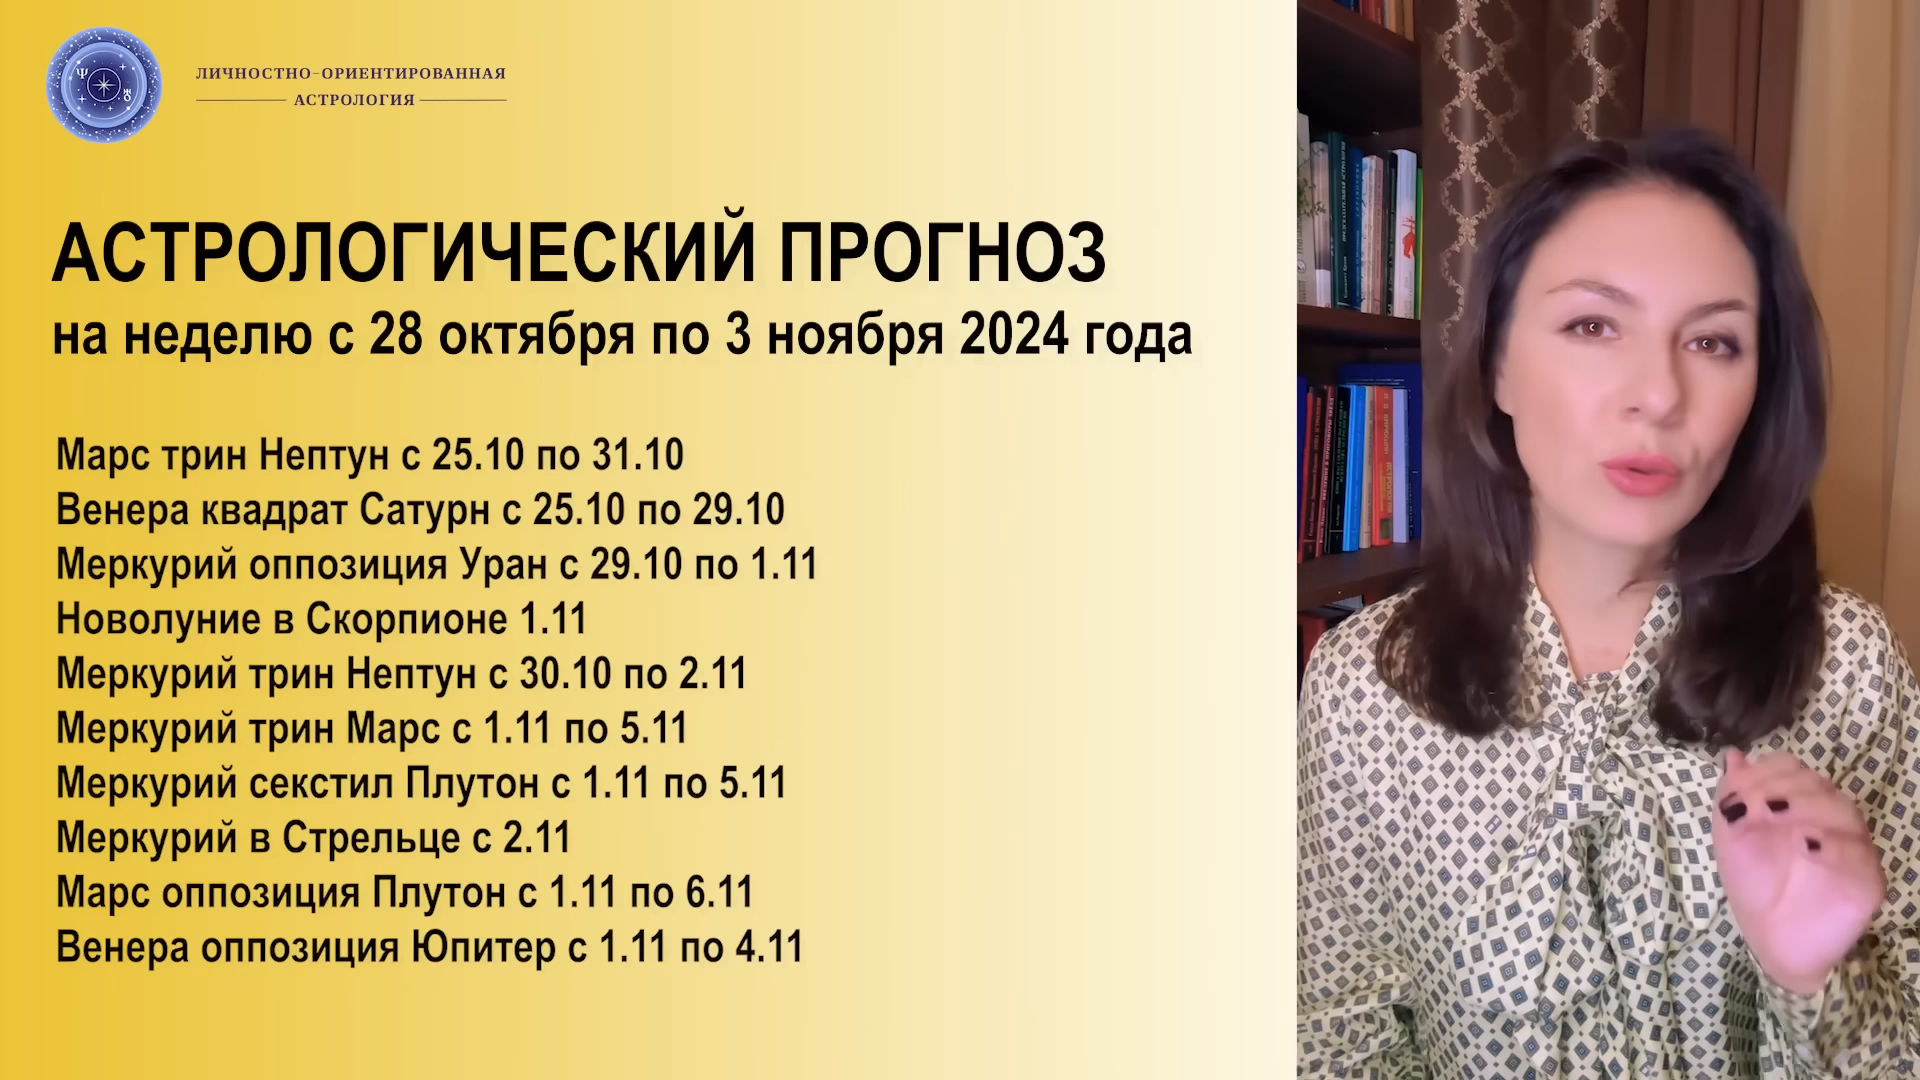 ЛИЧНОСТНО-ОРИЕНТИРОВАННАЯ
АСТРОЛОГИЯ
АСТРОЛОГИЧЕСКИЙ ПРОГНОЗ
на неделю с 28 октября по 3 ноября 2024 года
Марс трин Нептун с 25.10 по 31.10
Венера квадрат Сатурн с 25.10 по 29.10
Меркурий оппозиция Уран с 29.10 по 1.11
Новолуние в Скорпионе 1.11
Меркурий трин Нептун с 30.10 по 2.11
Меркурий трин Марс с 1.11 по 5.11
Меркурий секстил Плутон с 1.11 по 5.11
Меркурий в Стрельце с 2.11
Марс оппозиция Плутон с 1.11 по 6.11
Венера оппозиция Юпитер с 1.11 по 4.11